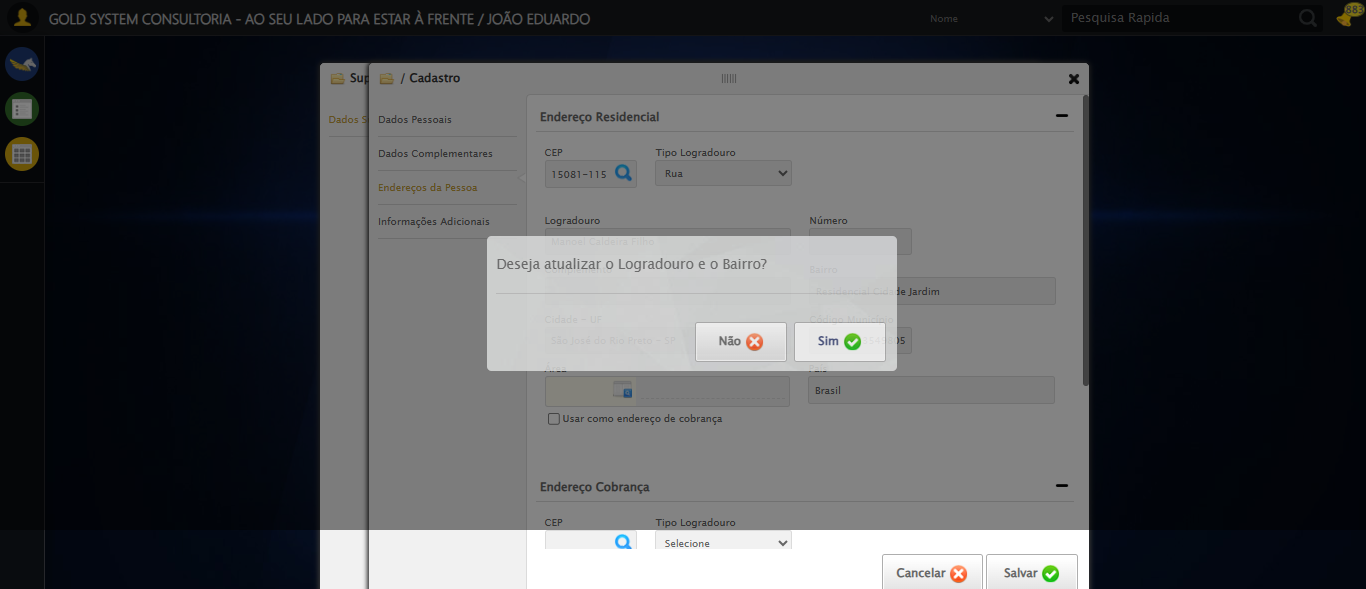 GOLD SYSTEM CONSULTORIA - AO SEU LADO PARA ESTAR À FRENTE / JOÃO EDUARDO
Nome
Pesquisa Rapida
883
Sup
/ Cadastro
Dados S
Dados Pessoais
Dados Complementares
Endereços da Pessoa
Informações Adicionais
Endereço Residencial
CEP
Tipo Logradouro
15081-115
Rua
Logradouro
Número
Manoel Caldeira Filho
Deseja atualizar o Logradouro e o Bairro?
Bairro
Residencial Cidade Jardim
Cidade - UF
Código Município
São José do Rio Preto - SP
Não
Sim
Área
País
Brasil
Usar como endereço de cobrança
Endereço Cobrança
CEP
Tipo Logradouro
Selecione
Cancelar
Salvar